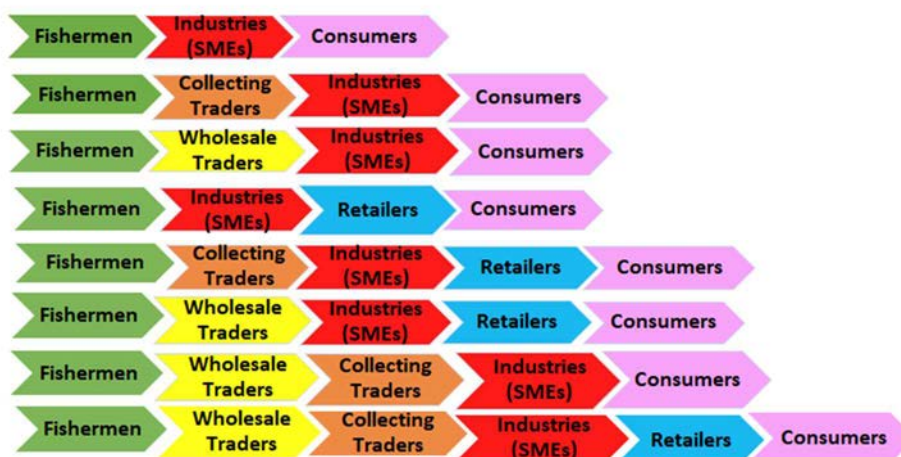 Fishermen Industries (SMEs) Consumers
Fishermen Collecting Traders Industries (SMEs) Consumers
Fishermen Wholesale Traders Industries (SMEs) Consumers
Fishermen Industries (SMEs) Retailers Consumers
Fishermen Collecting Traders Industries (SMEs) Retailers Consumers
Fishermen Wholesale Traders Industries (SMEs) Retailers Consumers
Fishermen Wholesale Traders Collecting Traders Industries (SMEs) Consumers
Fishermen Wholesale Traders Collecting Traders Industries (SMEs) Retailers Consumers